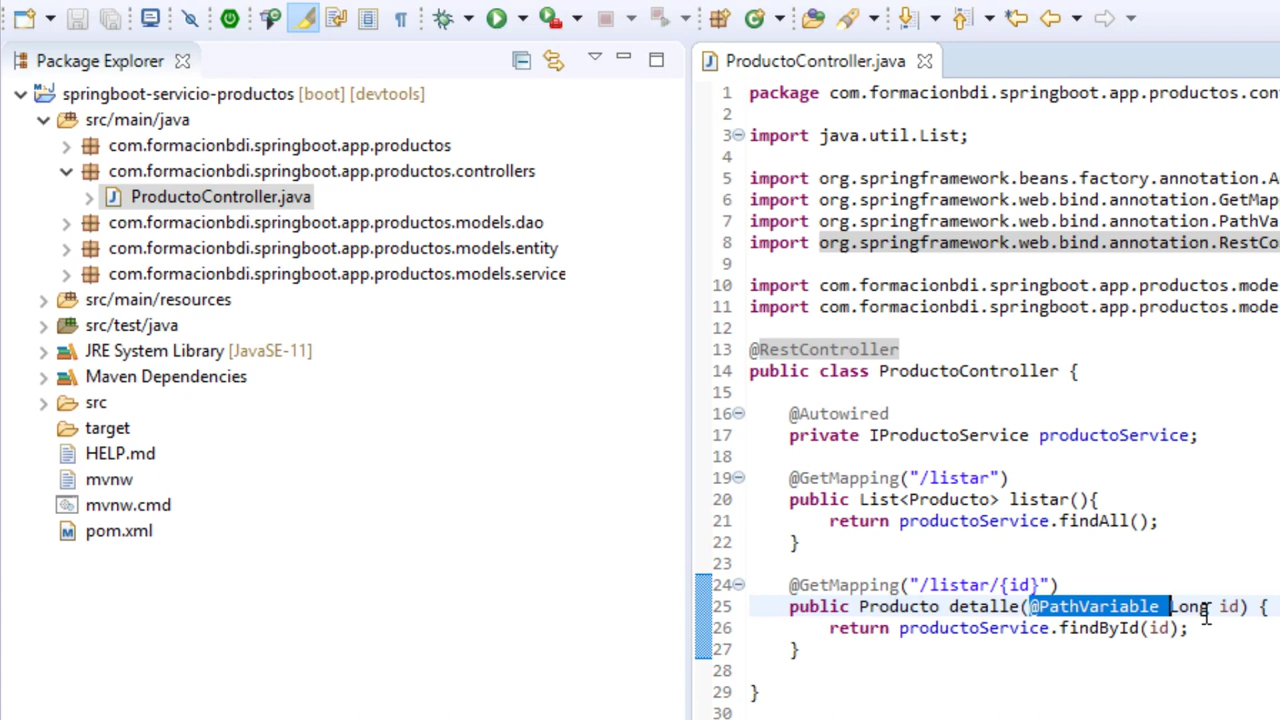 Package Explorer
springboot-servicio-productos [boot] [devtools]
src/main/java
com.formacionbdi.springboot.app.productos
com.formacionbdi.springboot.app.productos.controllers
ProductoController.java
com.formacionbdi.springboot.app.productos.models.dao
com.formacionbdi.springboot.app.productos.models.entity
com.formacionbdi.springboot.app.productos.models.service
src/main/resources
src/test/java
JRE System Library [JavaSE-11]
Maven Dependencies
src
target
HELP.md
mvnw
mvnw.cmd
pom.xml
ProductoController.java
1 package com.formacionbdi.springboot.app.productos.con
2
3 import java.util.List;
4
5 import org.springframework.beans.factory.annotation.A
6 import org.springframework.web.bind.annotation.GetMap
7 import org.springframework.web.bind.annotation.PathVa
8 import org.springframework.web.bind.annotation.RestCo
9
10 import com.formacionbdi.springboot.app.productos.mode
11 import com.formacionbdi.springboot.app.productos.mode
12
13 @RestController
14 public class ProductoController {
15
16 @Autowired
17 private IProductoService productoService;
18
19 @GetMapping("/listar")
20 public List<Producto> listar(){
21 return productoService.findAll();
22 }
23
24 @GetMapping("/listar/{id}")
25 public Producto detalle(@PathVariable Long id) {
26 return productoService.findById(id);
27 }
28
29 }
30